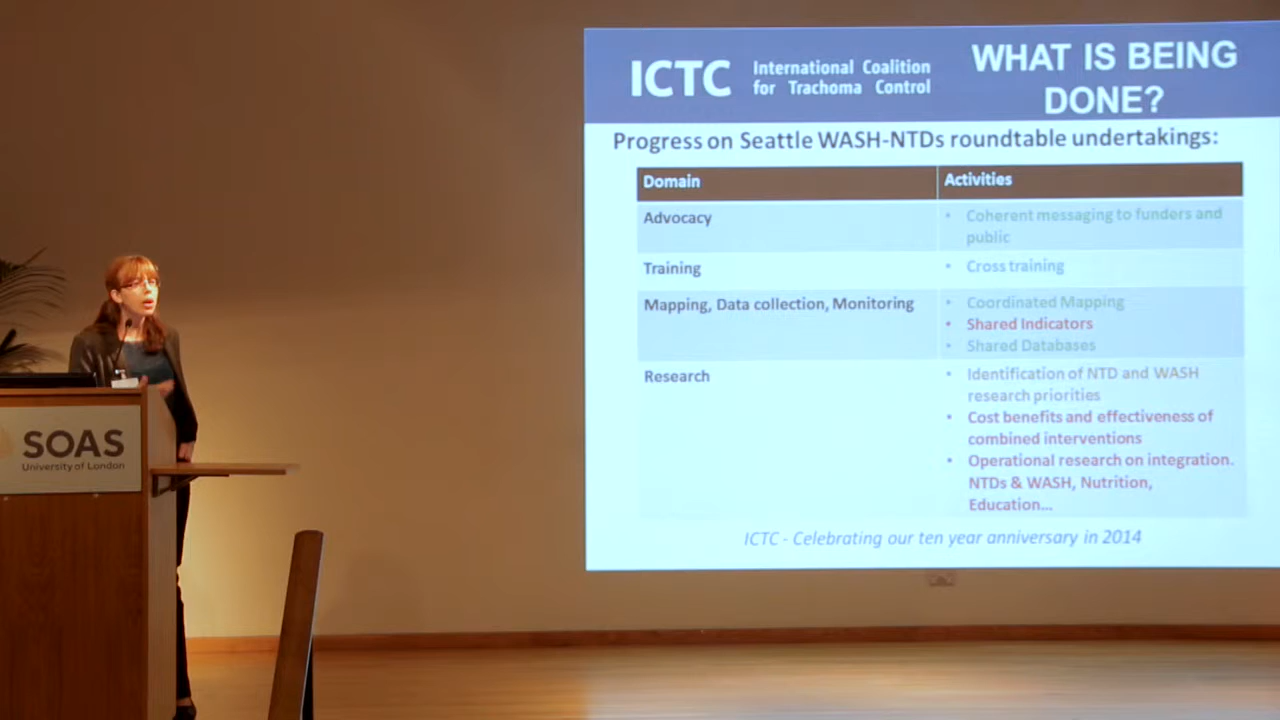 ICTC
International Coalition
for Trachoma Control
WHAT IS BEING
DONE?
Progress on Seattle WASH-NTDs roundtable undertakings:
Domain
Activities
Advocacy
• Coherent messaging to funders and
public
Training
• Cross training
Mapping, Data collection, Monitoring
• Coordinated Mapping
• Shared Indicators
• Shared Databases
Research
• Identification of NTD and WASH
research priorities
• Cost benefits and effectiveness of
combined interventions
• Operational research on integration.
NTDs & WASH, Nutrition,
Education...
ICTC - Celebrating our ten year anniversary in 2014
SOAS
University of London